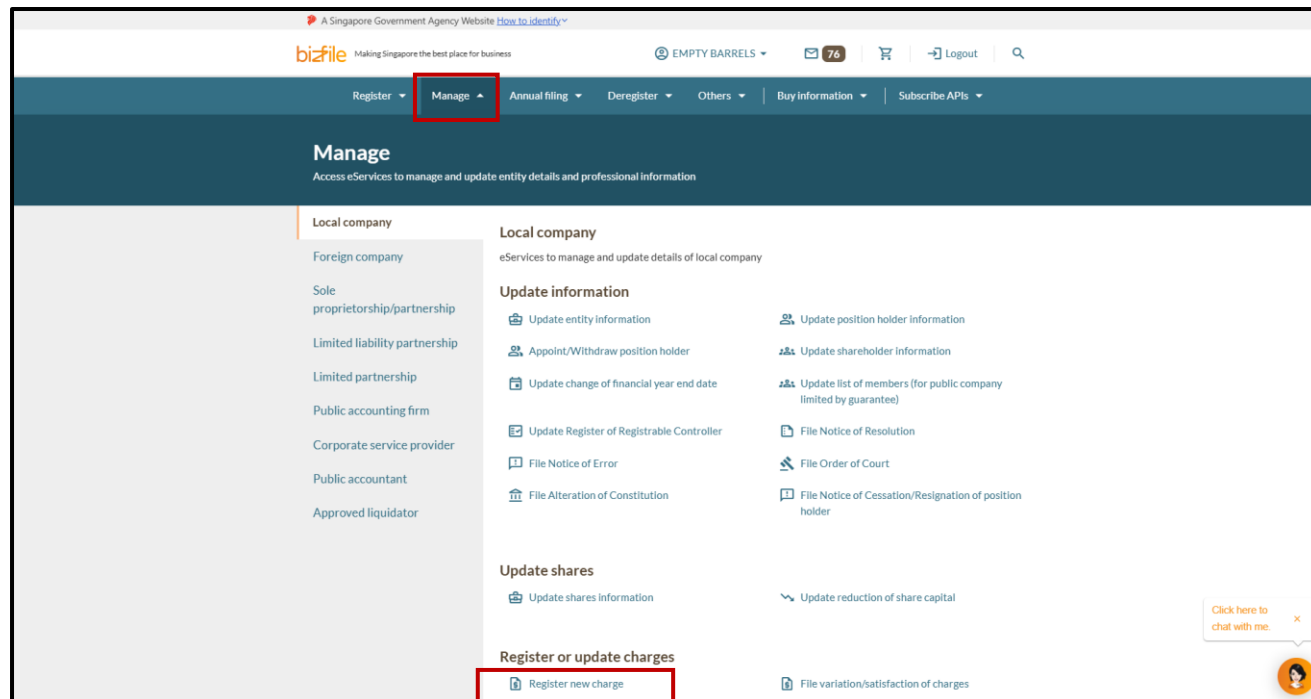 A Singapore Government Agency Website How to identify
bizfile Making Singapore the best place for business EMPTY BARRELS 76 Logout
Register Manage Annual filing Deregister Others Buy information Subscribe APIs
Manage
Access eServices to manage and update entity details and professional information
Local company
Foreign company
Sole
proprietorship/partnership
Limited liability partnership
Limited partnership
Public accounting firm
Corporate service provider
Public accountant
Approved liquidator
Local company
eServices to manage and update details of local company
Update information
Update entity information
Update position holder information
Appoint/Withdraw position holder
Update shareholder information
Update change of financial year end date
Update list of members (for public company
limited by guarantee)
Update Register of Registrable Controller
File Notice of Resolution
File Notice of Error
File Order of Court
File Alteration of Constitution
File Notice of Cessation/Resignation of position
holder
Update shares
Update shares information
Update reduction of share capital
Register or update charges
Register new charge
File variation/satisfaction of charges
Click here to
chat with me.